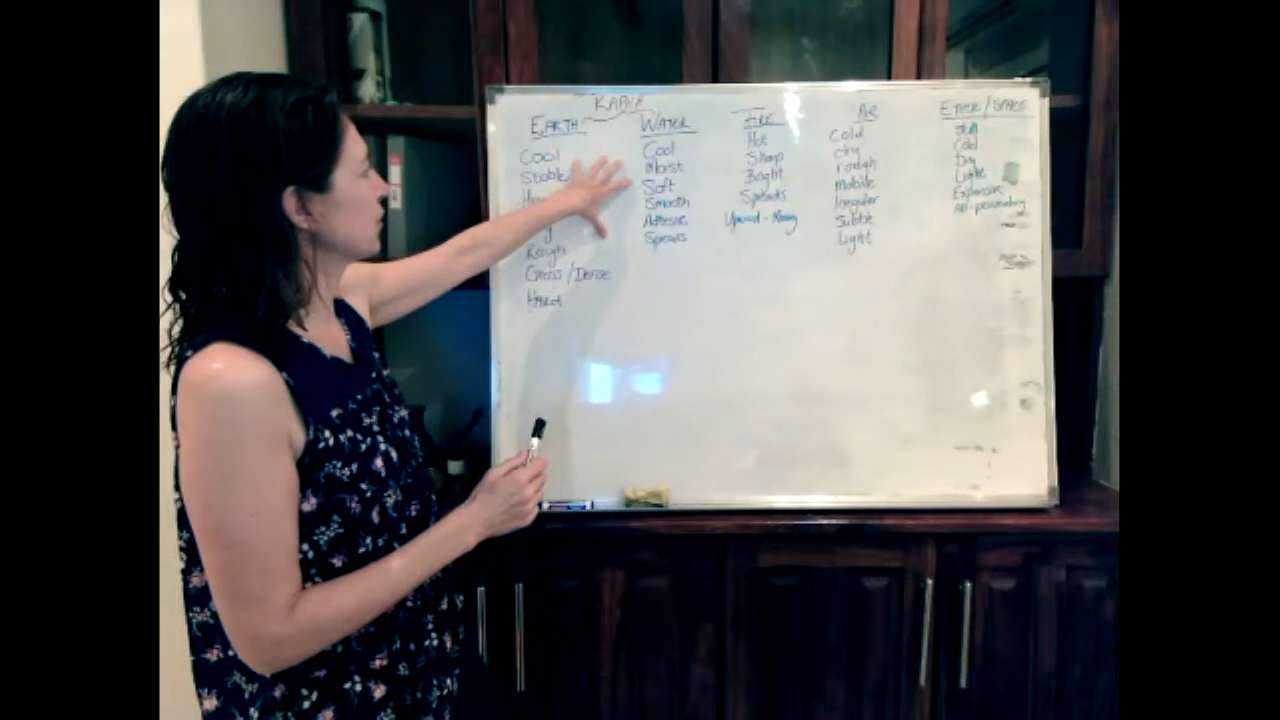 KAPHA
EARTH
Cool
Stable
Rough
Gross / Dense
Hard
WATER
Cool
Moist
Soft
Smooth
Adhesive
Spreads
FIRE
Hot
Sharp
Bright
Spreads
Upward - Moving
AIR
Cold
dry
rough
Mobile
Irregular
Subtle
Light
ETHER / SPACE
Cold
Dry
Light
Expansive
All-pervading